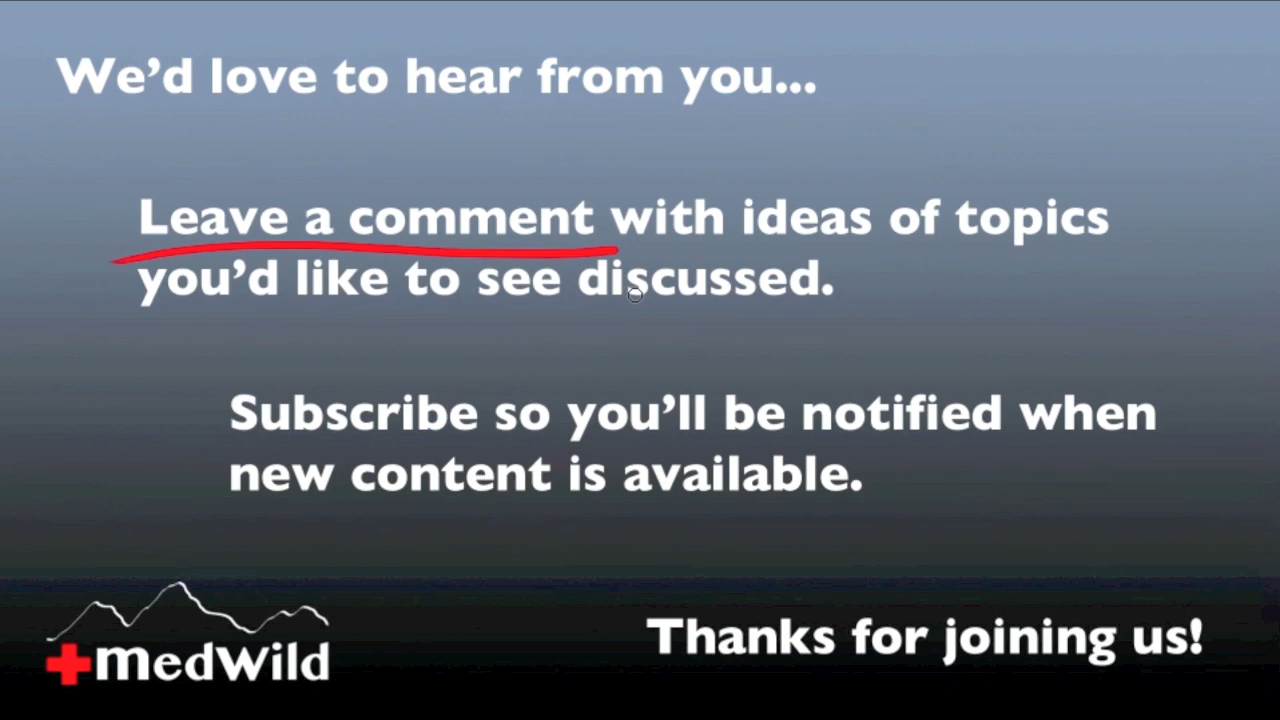 We'd love to hear from you...
Leave a comment with ideas of topics
you'd like to see discussed.
Subscribe so you'll be notified when
new content is available.
medwild
Thanks for joining us!